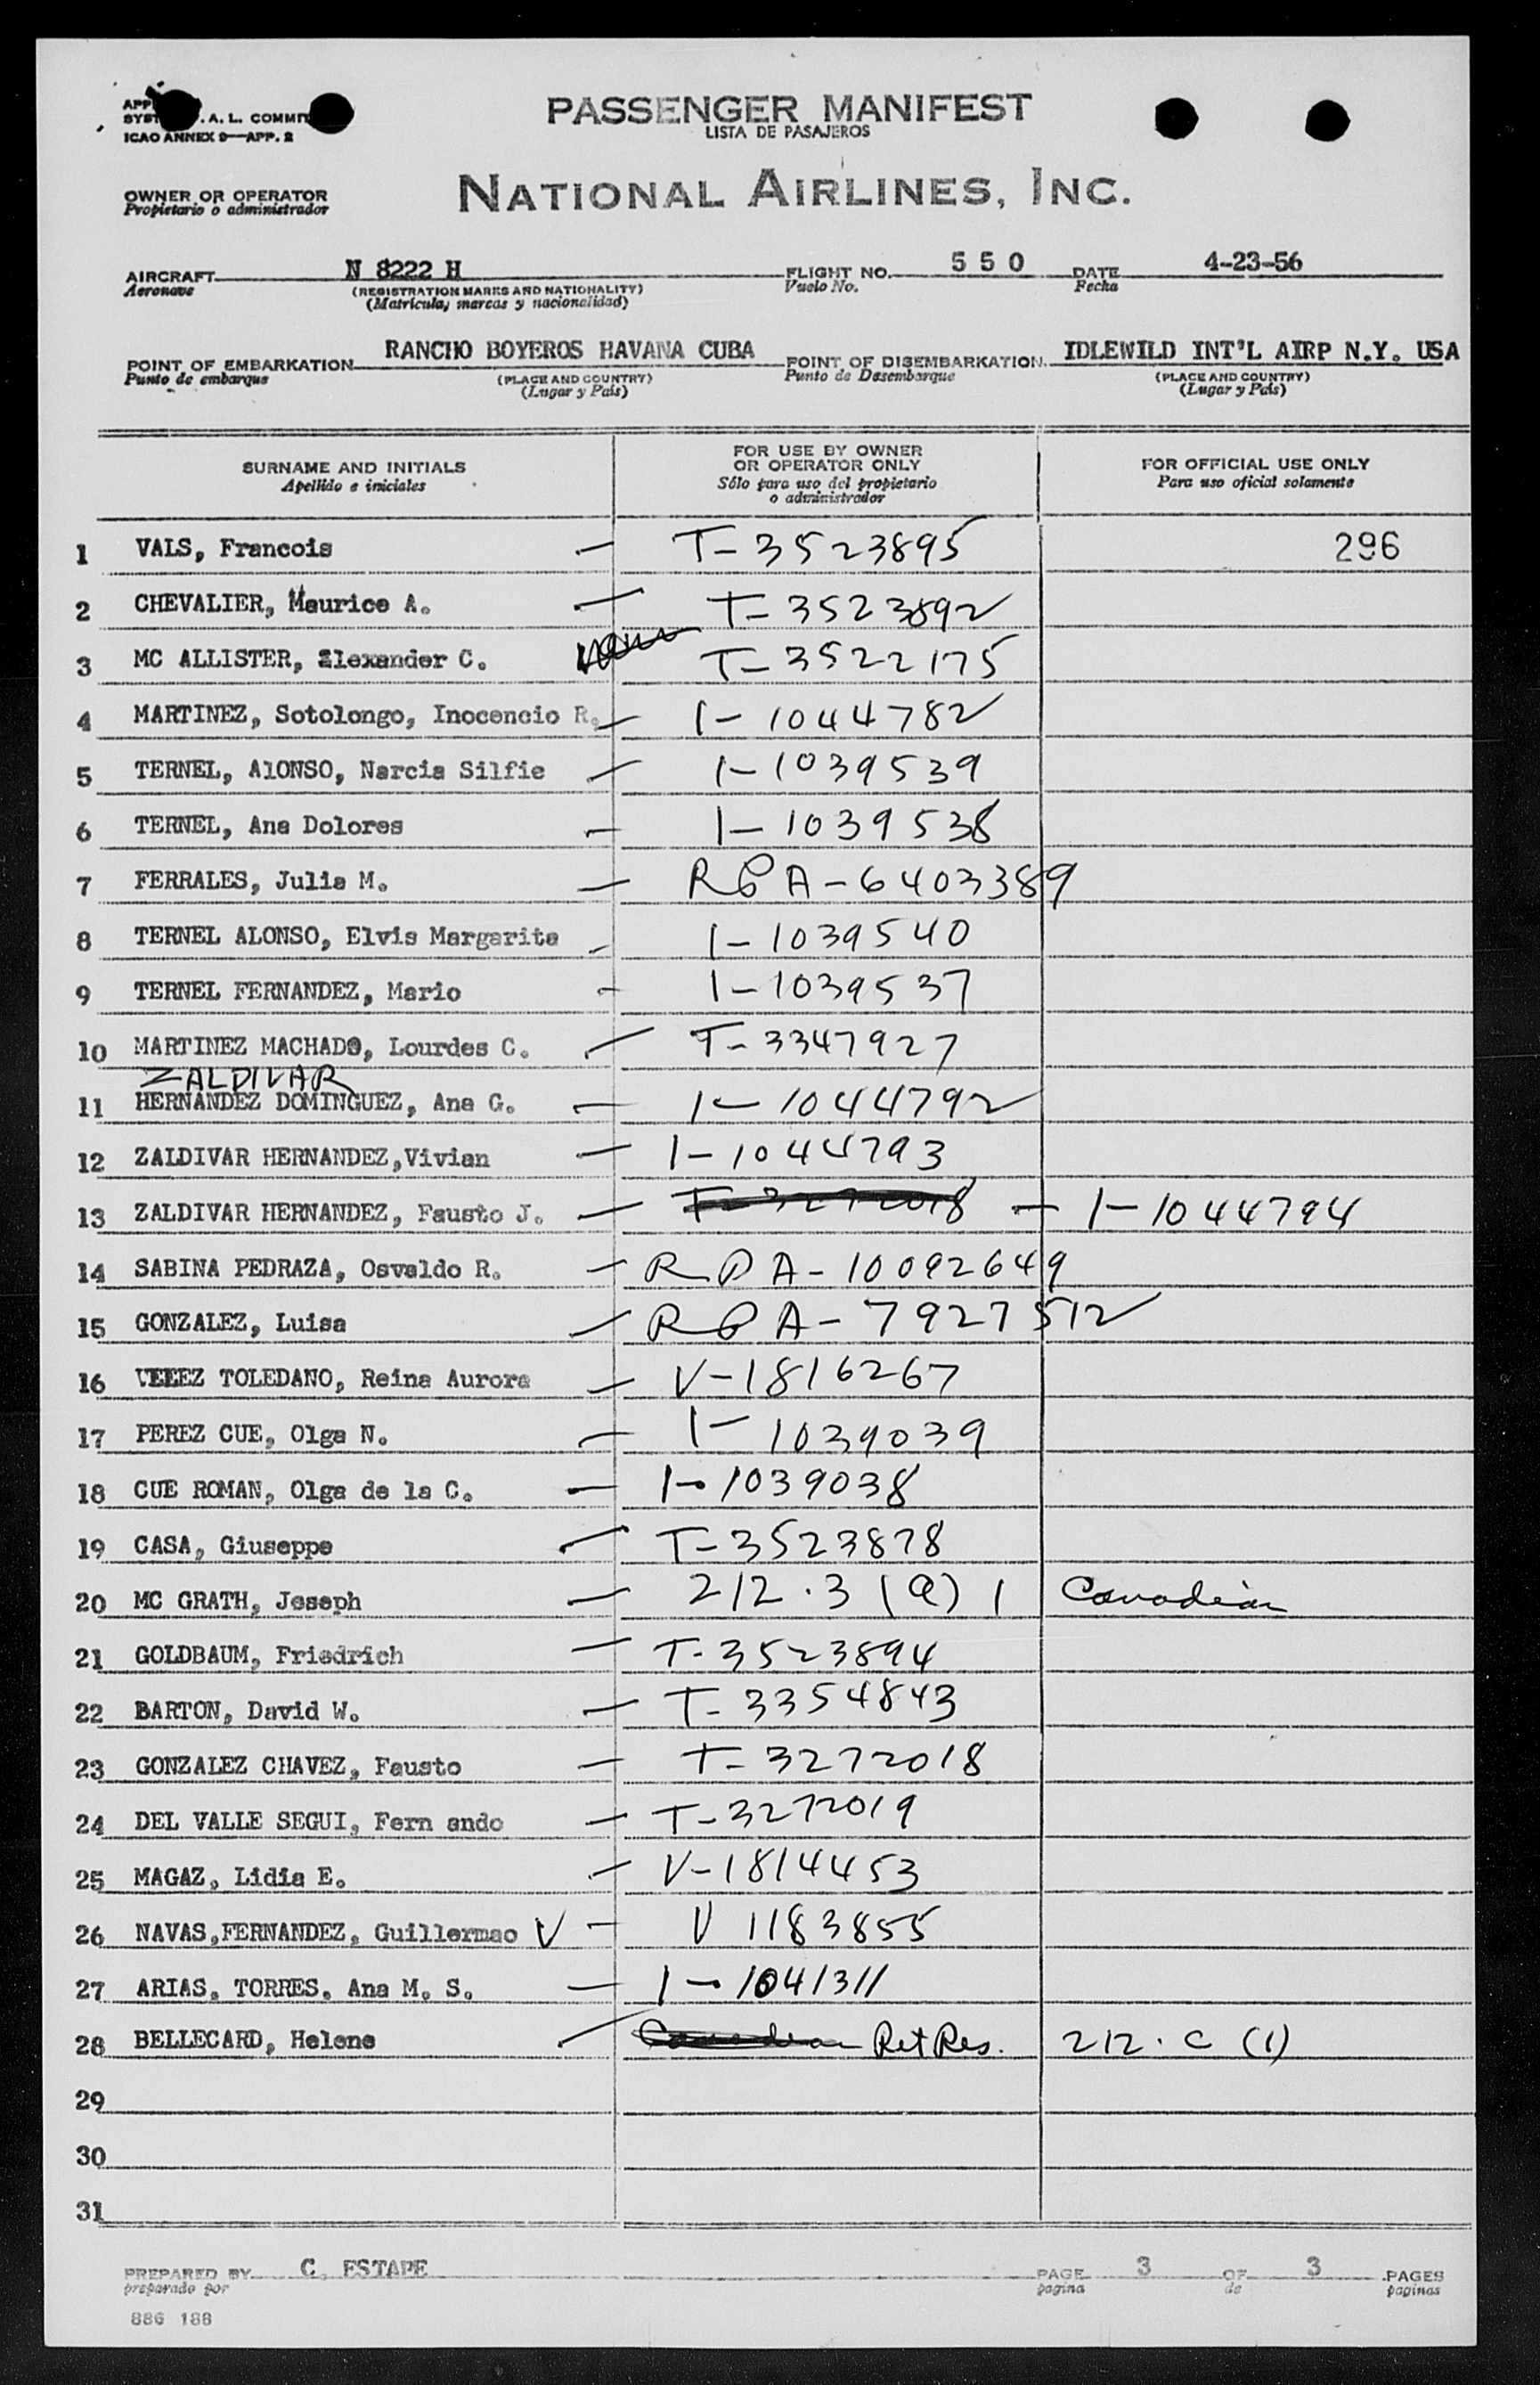 PASSENGER MANIFEST
LISTA DE PASAJEROS
. A. L.
ICAO ANNEX 9—APP. 2
OWNER OR OPERATOR
Propietario o administrador
NATIONAL AIRLINES, INC.
AIRCRAFT N 8222 H FLIGHT NO. 5 5 0 DATE 4-23-56
Aeronave (REGISTRATION MARKS AND NATIONALITY) Vuelo No. Fecha
(Matrícula, marcas y nacionalidad)
POINT OF EMBARKATION RANCHO BOYEROS HAVANA CUBA POINT OF DISEMBARKATION IDLEWILD INT'L AIRP N.Y. USA
Punto de embarque (PLACE AND COUNTRY) Punto de Desembarque (PLACE AND COUNTRY)
(Lugar y País) (Lugar y País)
SURNAME AND INITIALS
Apellido e iniciales
FOR USE BY OWNER
OR OPERATOR ONLY
Sólo para uso del propietario
o administrador
FOR OFFICIAL USE ONLY
Para uso oficial solamente
1 VALS, Francois — T-3523895 296
2 CHEVALIER, Maurice A. — T-3523892
3 MC ALLISTER, Alexander C. T-3522175
4 MARTINEZ, Sotolongo, Inocencio R. — 1-1044782
5 TERNEL, AlONSO, Narcia Silfie — 1-1039539
6 TERNEL, Ana Dolores — 1-1039538
7 FERRALES, Julia M. — RPA-6403389
8 TERNEL ALONSO, Elvis Margarita - 1-1039540
9 TERNEL FERNANDEZ, Mario - 1-1039537
10 MARTINEZ MACHADO, Lourdes C. — T-3347927
ZALDIVAR
11 HERNANDEZ DOMINGUEZ, Ana G. — 1-1044792
12 ZALDIVAR HERNANDEZ,Vivian — 1-1044793
13 ZALDIVAR HERNANDEZ, Fausto J. — T-3272018 — 1-1044794
14 SABINA PEDRAZA, Osvaldo R. — RPA-10092649
15 GONZALEZ, Luisa — RPA-7927512
16 VELEZ TOLEDANO, Reina Aurora — V-1816267
17 PEREZ CUE, Olga N. — 1-1039039
18 CUE ROMAN, Olga de la C. — 1-1039038
19 CASA, Giuseppe — T-3523878
20 MC GRATH, Joseph — 212.3 (a) 1 Canadian
21 GOLDBAUM, Friedrich — T-3523894
22 BARTON, David W. — T-3354843
23 GONZALEZ CHAVEZ, Fausto — T-3272018
24 DEL VALLE SEGUI, Fern ando — T-3272019
25 MAGAZ, Lidia E. — V-1814453
26 NAVAS,FERNANDEZ, Guillermao V — V 1183855
27 ARIAS, TORRES, Ana M. S. — 1-1041311
28 BELLECARD, Helene — Canadian Ret Res. 212.c (1)
29
30
31
PREPARED BY C. ESTAPE PAGE 3 OF 3 PAGES
preparado por pagina de paginas
886 188